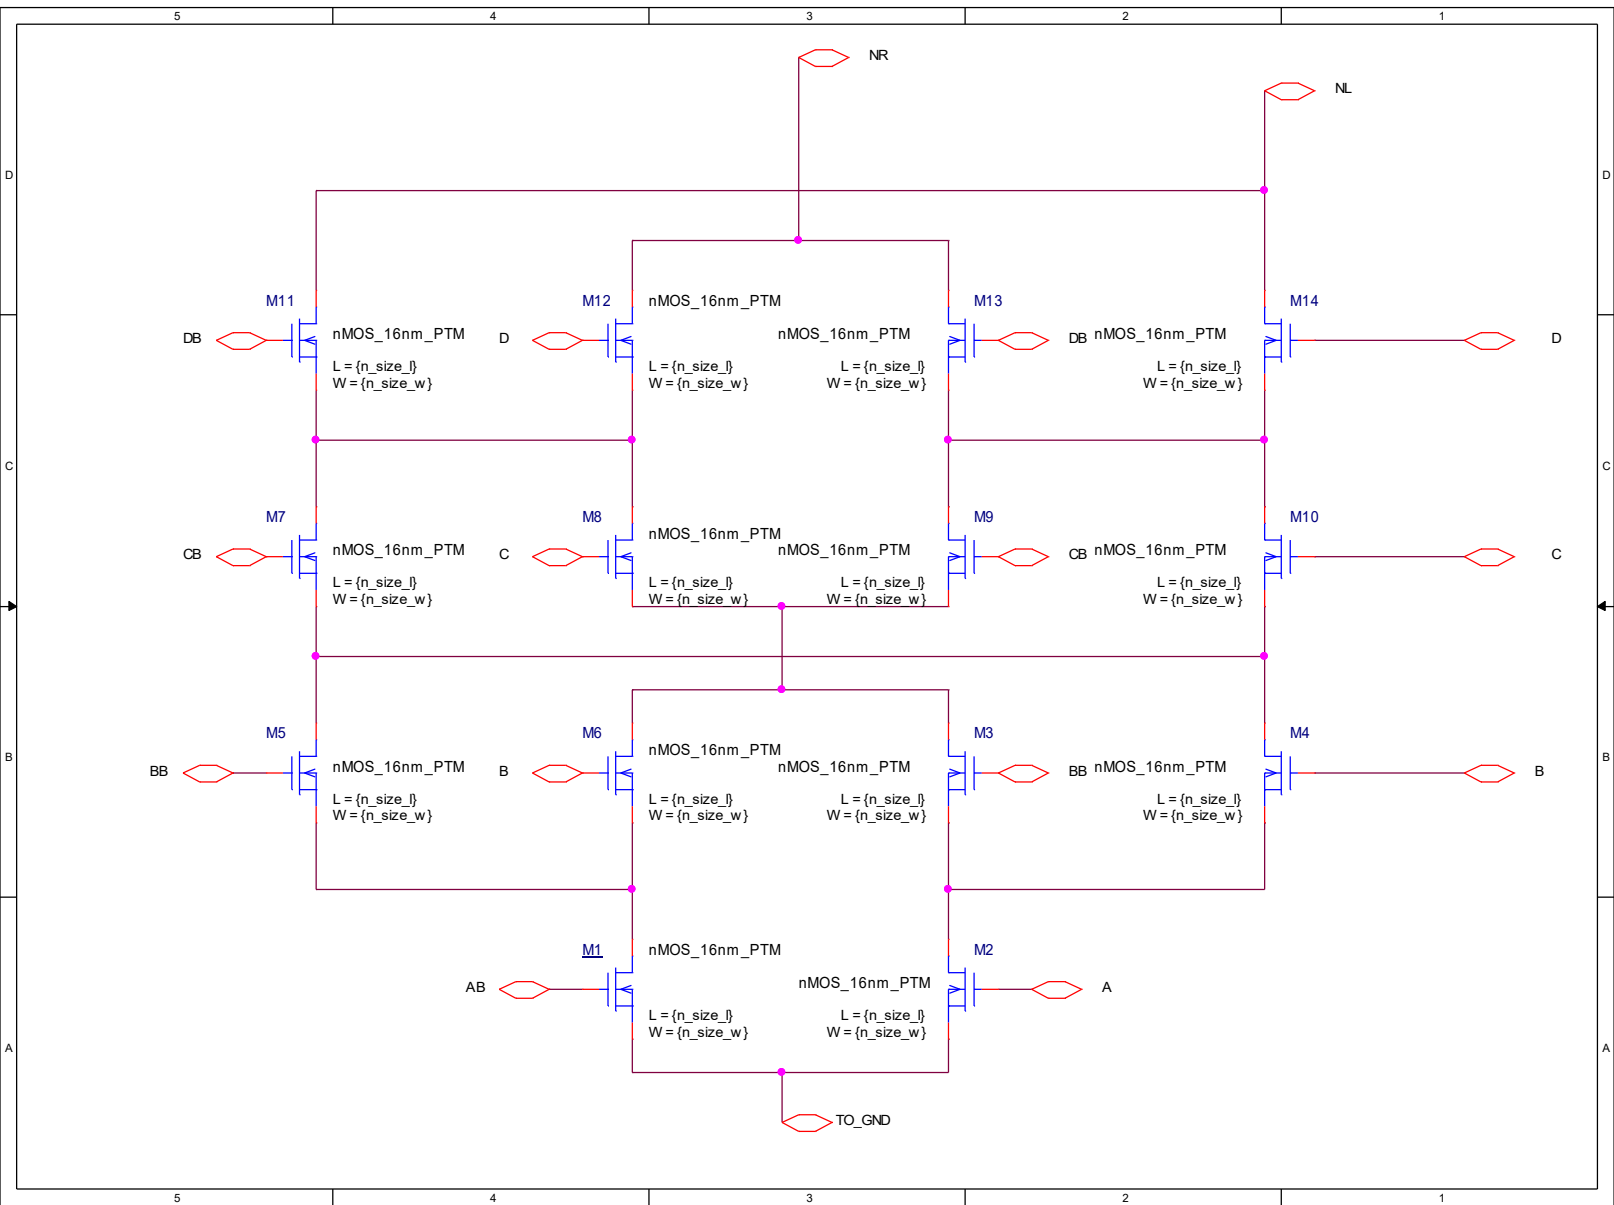 5 4 3 2 1
NR
NL
D D
M11 M12 nMOS_16nm_PTM M13 M14
DB nMOS_16nm_PTM D nMOS_16nm_PTM DB nMOS_16nm_PTM D
L = {n_size_l} L = {n_size_l} L = {n_size_l} L = {n_size_l}
W = {n_size_w} W = {n_size_w} W = {n_size_w} W = {n_size_w}
C C
M7 M8 nMOS_16nm_PTM M9 M10
CB nMOS_16nm_PTM C nMOS_16nm_PTM CB nMOS_16nm_PTM C
L = {n_size_l} L = {n_size_l} L = {n_size_l} L = {n_size_l}
W = {n_size_w} W = {n_size_w} W = {n_size_w} W = {n_size_w}
M5 M6 nMOS_16nm_PTM M3 M4
B B
BB nMOS_16nm_PTM B nMOS_16nm_PTM BB nMOS_16nm_PTM B
L = {n_size_l} L = {n_size_l} L = {n_size_l} L = {n_size_l}
W = {n_size_w} W = {n_size_w} W = {n_size_w} W = {n_size_w}
M1 nMOS_16nm_PTM M2
AB nMOS_16nm_PTM A
L = {n_size_l} L = {n_size_l}
W = {n_size_w} W = {n_size_w}
A A
TO_GND
5 4 3 2 1